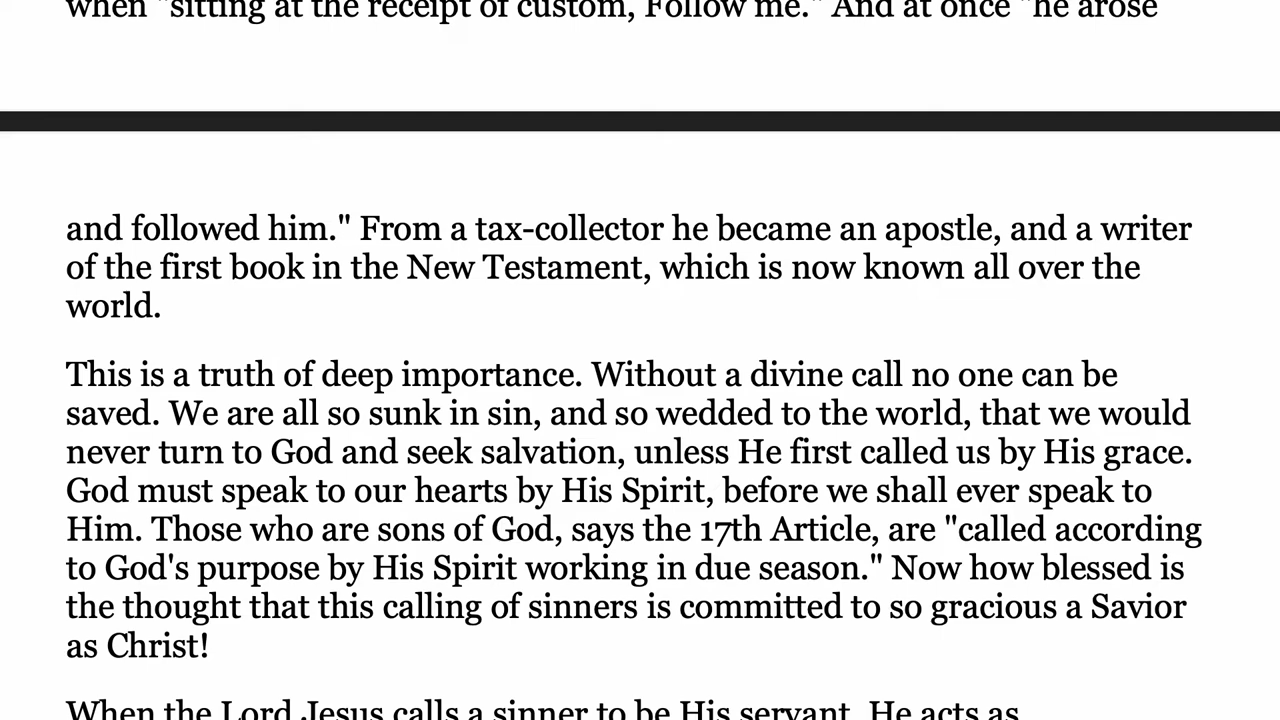 when "sitting at the receipt of custom, Follow me." And at once "he arose
and followed him." From a tax-collector he became an apostle, and a writer
of the first book in the New Testament, which is now known all over the
world.
This is a truth of deep importance. Without a divine call no one can be
saved. We are all so sunk in sin, and so wedded to the world, that we would
never turn to God and seek salvation, unless He first called us by His grace.
God must speak to our hearts by His Spirit, before we shall ever speak to
Him. Those who are sons of God, says the 17th Article, are "called according
to God's purpose by His Spirit working in due season." Now how blessed is
the thought that this calling of sinners is committed to so gracious a Savior
as Christ!
When the Lord Jesus calls a sinner to be His servant, He acts as